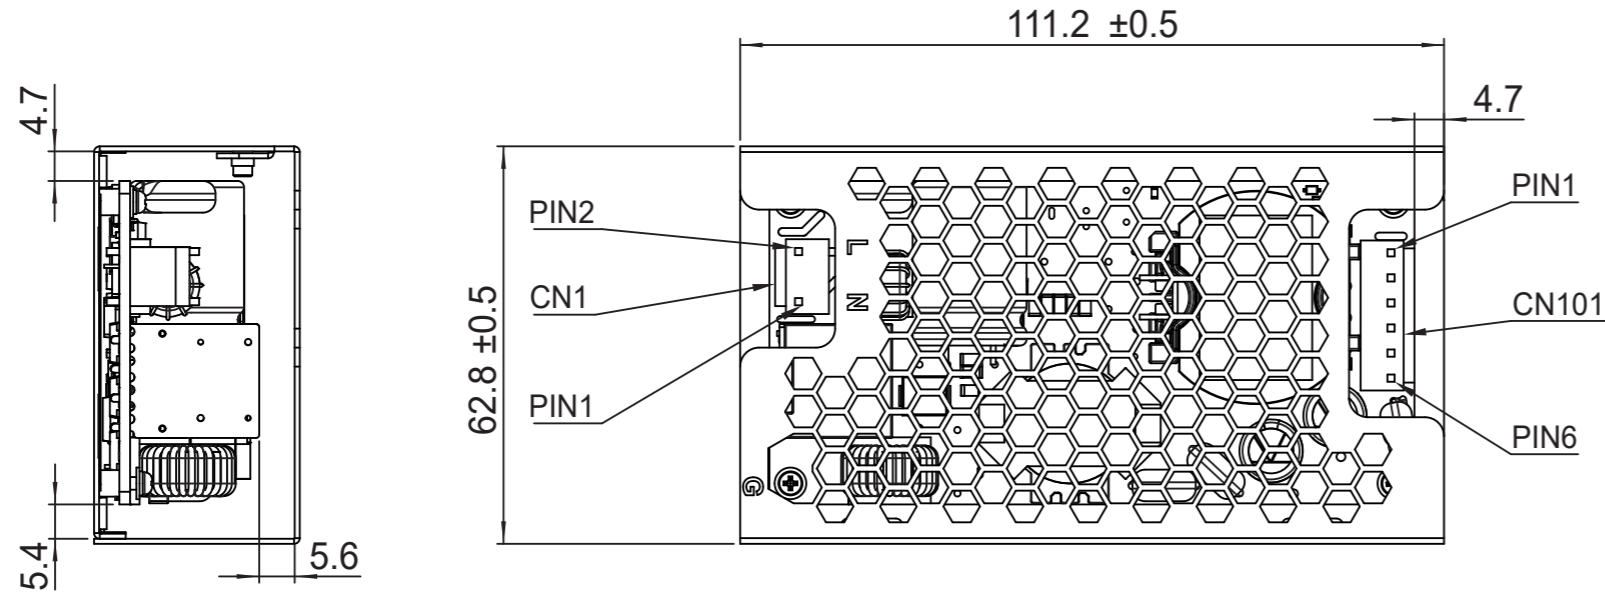 111.2 ±0.5
4.7
4.7
PIN2
PIN1
L
CN1
N
CN101
62.8 ±0.5
PIN1
PIN6
G
5.4
5.6